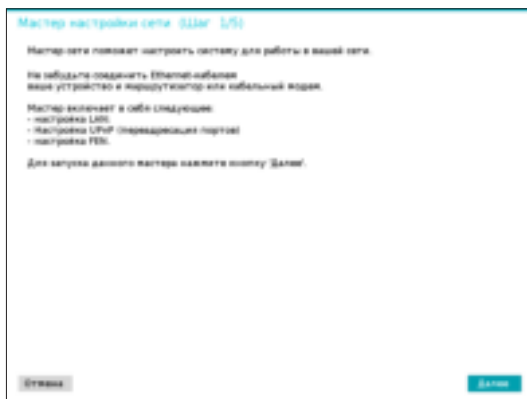 Мастер настройки сети (Шаг 1/5)
Мастер сети поможет настроить систему для работы в вашей сети.
Не забудьте соединить Ethernet-кабелем
ваше устройство и маршрутизатор или кабельный модем.
Мастер включает в себя следующее:
- настройка LAN.
- Настройка UPnP (переадресация портов)
- настройка FEN.
Для запуска данного мастера нажмите кнопку 'Далее'.
Отмена
Далее